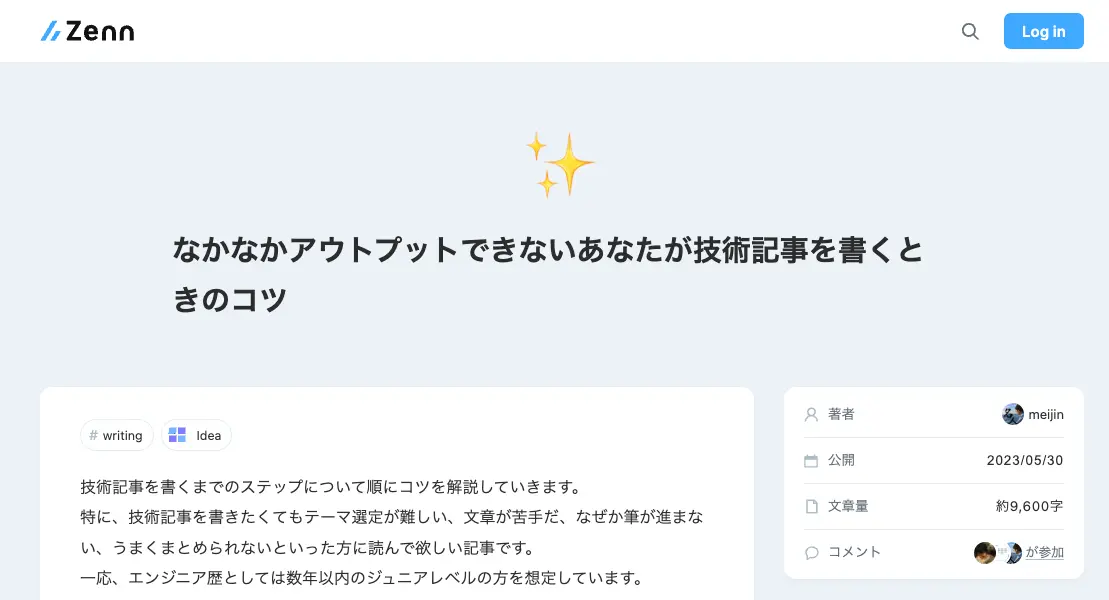 Zenn
Log in
なかなかアウトプットできないあなたが技術記事を書くと
きのコツ
# writing
Idea
技術記事を書くまでのステップについて順にコツを解説していきます。
特に、技術記事を書きたくてもテーマ選定が難しい、文章が苦手だ、なぜか筆が進まな
い、うまくまとめられないといった方に読んで欲しい記事です。
一応、エンジニア歴としては数年以内のジュニアレベルの方を想定しています。
著者 meijin
公開 2023/05/30
文章量 約9,600字
コメント が参加